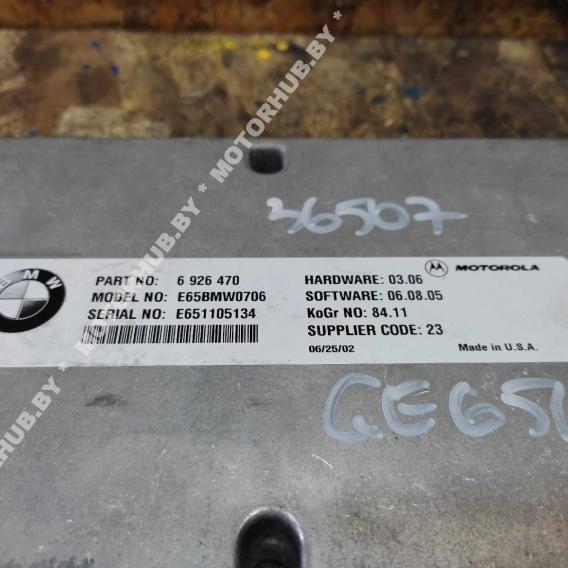 MOTORHUB.BY * MOTORHUB.BY * MOTORHUB.BY
36507
BMW
PART NO: 6 926 470
MODEL NO: E65BMW0706
SERIAL NO: E651105134
HARDWARE: 03.06
SOFTWARE: 06.08.05
KoGr NO: 84.11
SUPPLIER CODE: 23
06/25/02
MOTOROLA
Made in U.S.A.